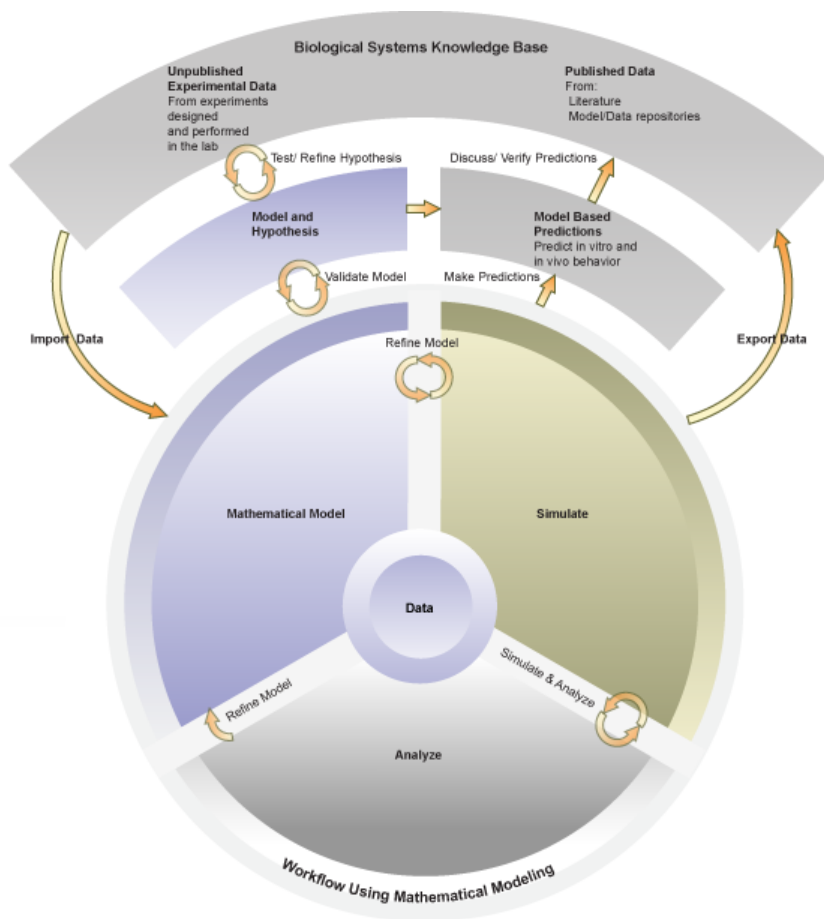 Biological Systems Knowledge Base
Unpublished
Experimental Data
From experiments
designed
and performed
in the lab
Published Data
From:
Literature
Model/Data repositories
Test/ Refine Hypothesis
Discuss/ Verify Predictions
Model and
Hypothesis
Model Based
Predictions
Predict in vitro and
in vivo behavior
Validate Model
Make Predictions
Import Data
Refine Model
Export Data
Mathematical Model
Simulate
Data
Refine Model
Simulate & Analyze
Analyze
Workflow Using Mathematical Modeling